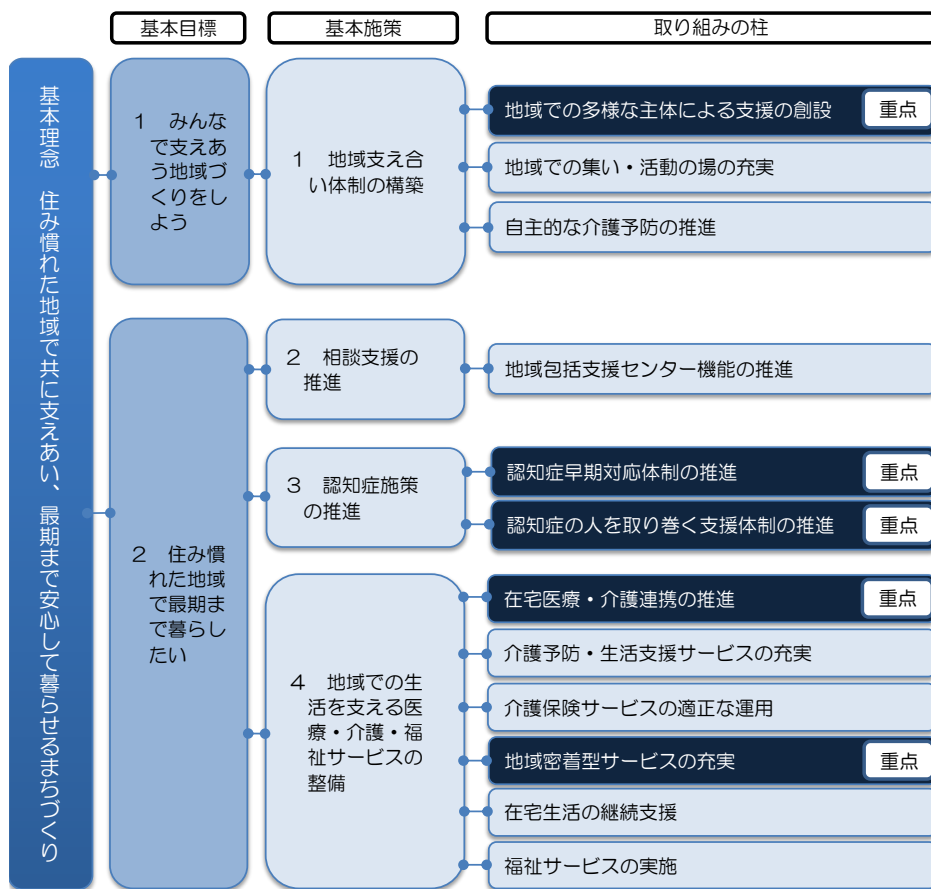 基本目標
基本施策
取り組みの柱
基本理念　住み慣れた地域で共に支えあい、最期まで安心して暮らせるまちづくり
１　みんな
で支えあ
う地域づ
くりをし
よう
１　地域支え合
い体制の構築
地域での多様な主体による支援の創設
重点
地域での集い・活動の場の充実
自主的な介護予防の推進
２　住み慣
れた地域
で最期ま
で暮らし
たい
２　相談支援の
推進
地域包括支援センター機能の推進
３　認知症施策
の推進
認知症早期対応体制の推進
重点
認知症の人を取り巻く支援体制の推進
重点
４　地域での生
活を支える医
療・介護・福
祉サービスの
整備
在宅医療・介護連携の推進
重点
介護予防・生活支援サービスの充実
介護保険サービスの適正な運用
地域密着型サービスの充実
重点
在宅生活の継続支援
福祉サービスの実施